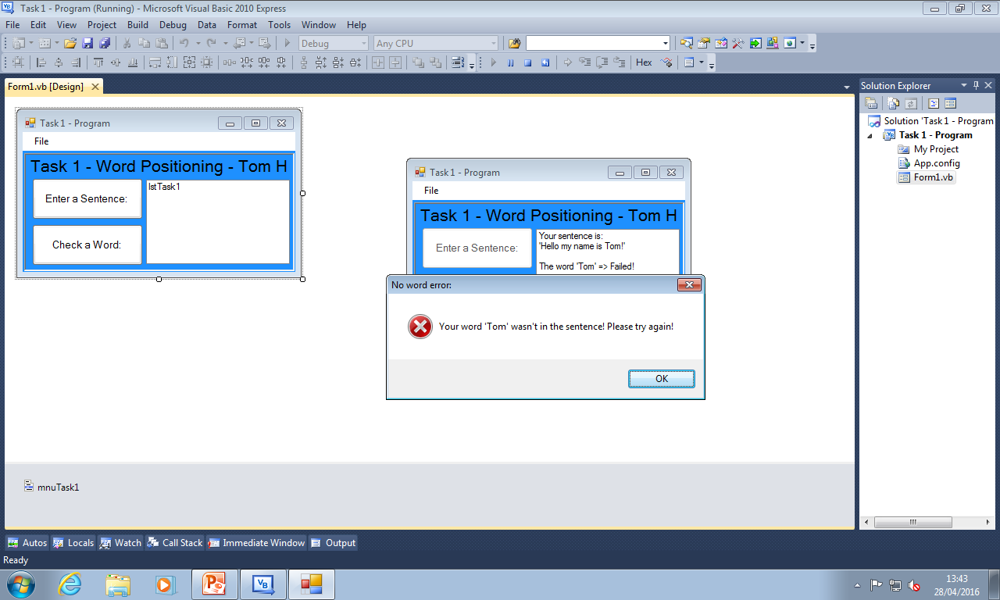 Task 1 - Program (Running) - Microsoft Visual Basic 2010 Express
File Edit View Project Build Debug Data Format Tools Window Help
Debug Any CPU
Hex
Form1.vb [Design]
Task 1 - Program
File
Task 1 - Word Positioning - Tom H
Enter a Sentence:
lstTask1
Check a Word:
Task 1 - Program
File
Task 1 - Word Positioning - Tom H
Enter a Sentence:
Your sentence is:
'Hello my name is Tom!'
The word 'Tom' => Failed!
No word error:
Your word 'Tom' wasn't in the sentence! Please try again!
OK
mnuTask1
Solution Explorer
Solution 'Task 1 - Program
Task 1 - Program
My Project
App.config
Form1.vb
Autos Locals Watch Call Stack Immediate Window Output
Ready
13:43
28/04/2016